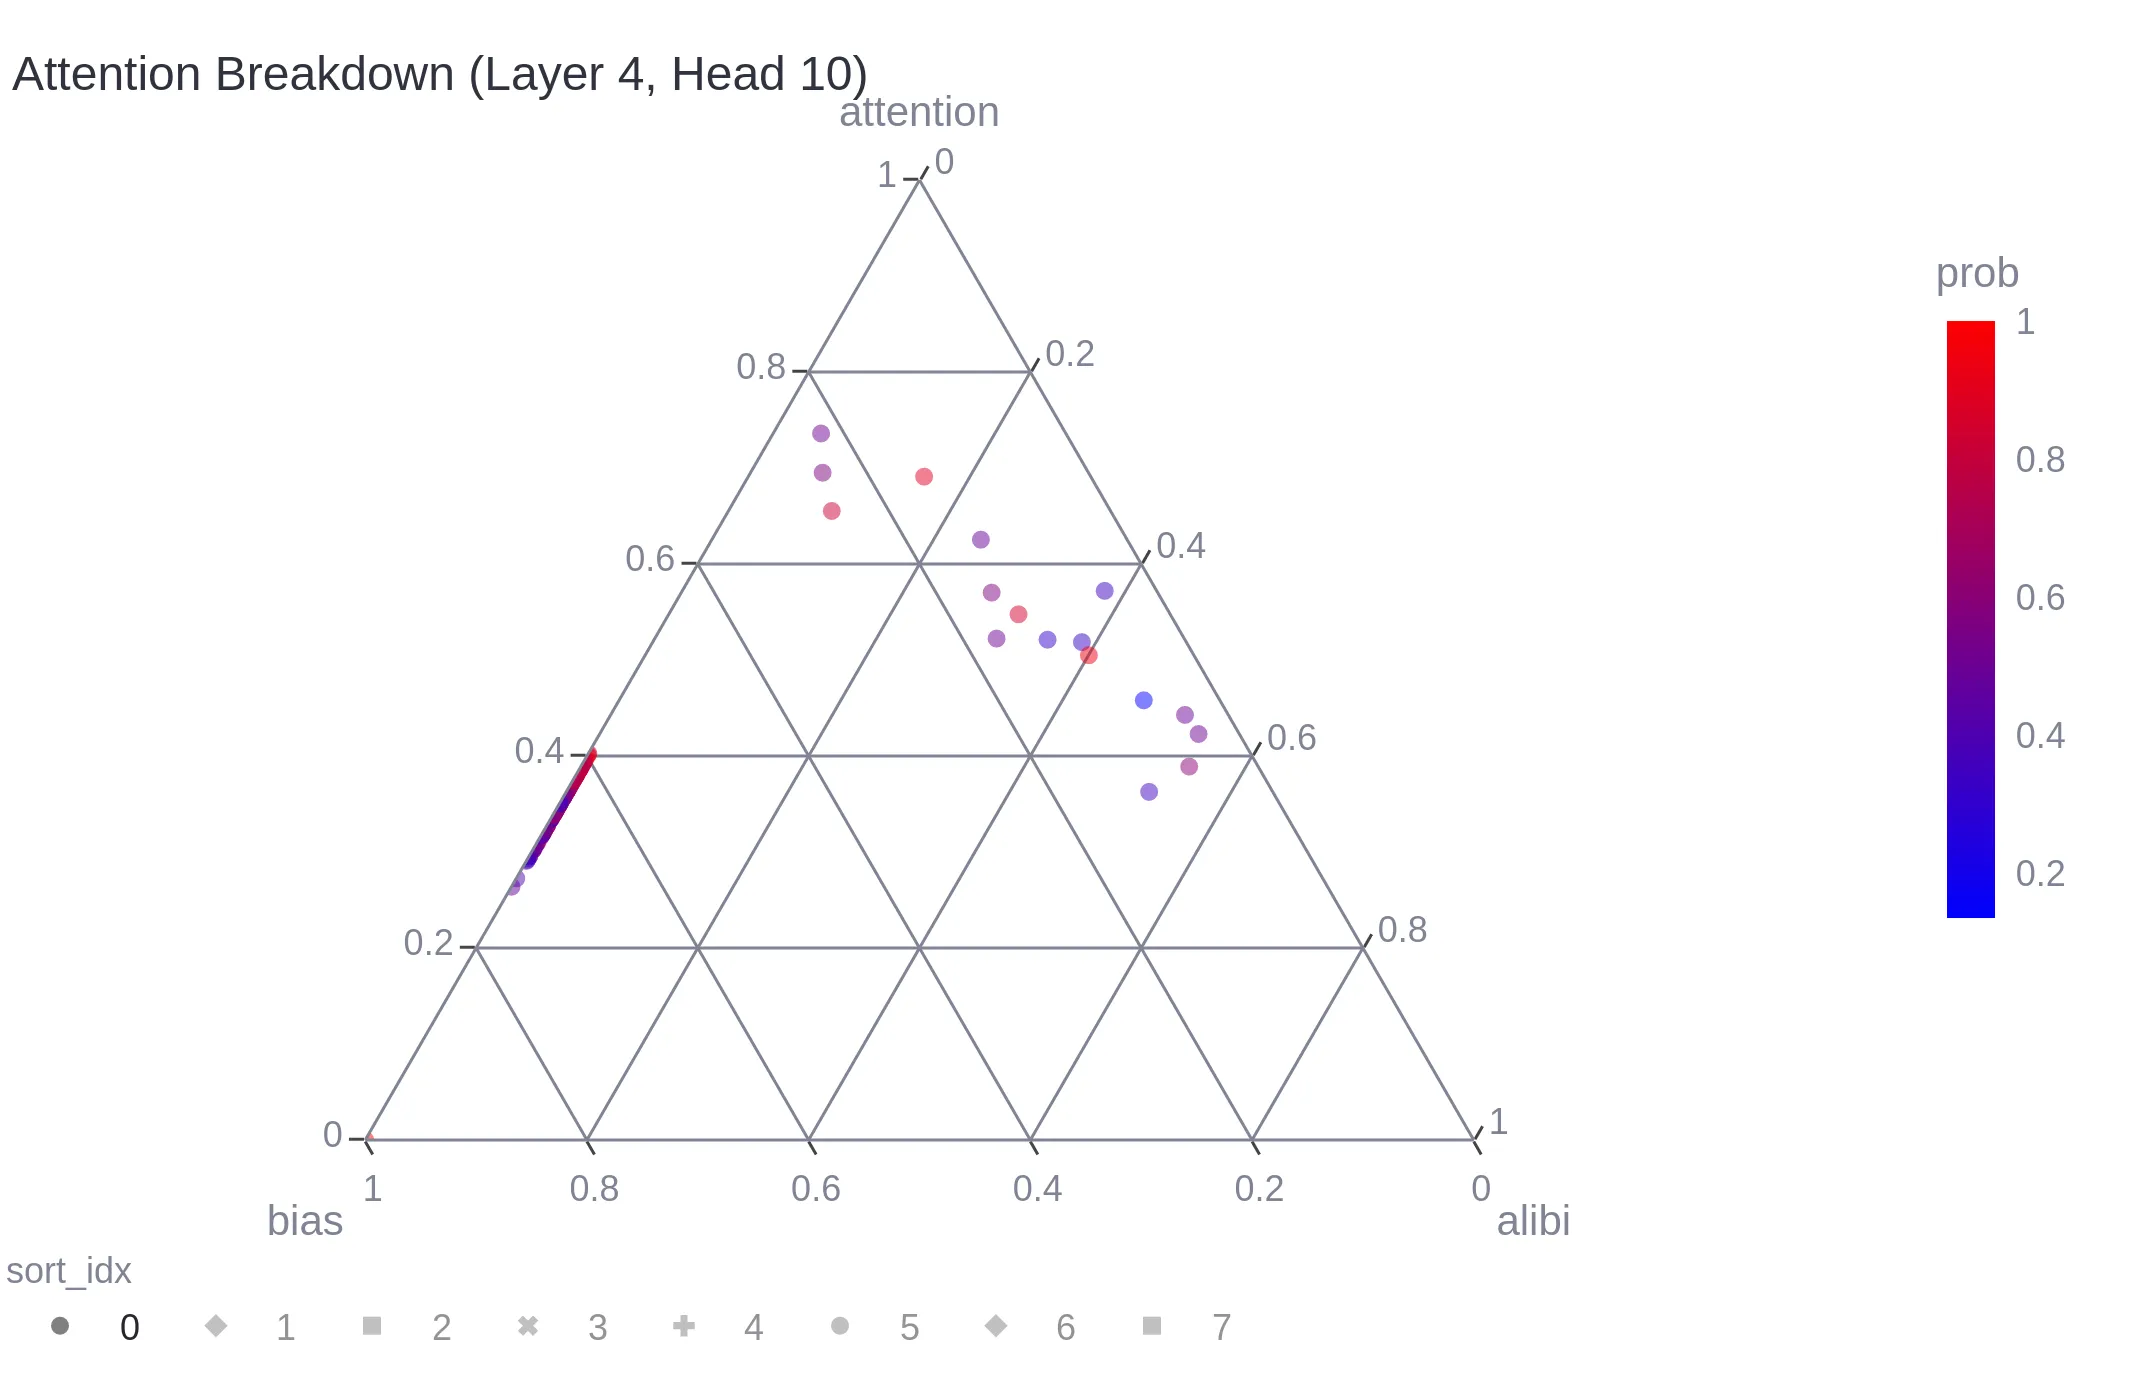 Attention Breakdown (Layer 4, Head 10)
attention
1 0
0.8 0.2
0.6 0.4
0.4 0.6
0.2 0.8
0 1
1 0.8 0.6 0.4 0.2 0
bias alibi
prob
1
0.8
0.6
0.4
0.2
sort_idx
0 1 2 3 4 5 6 7